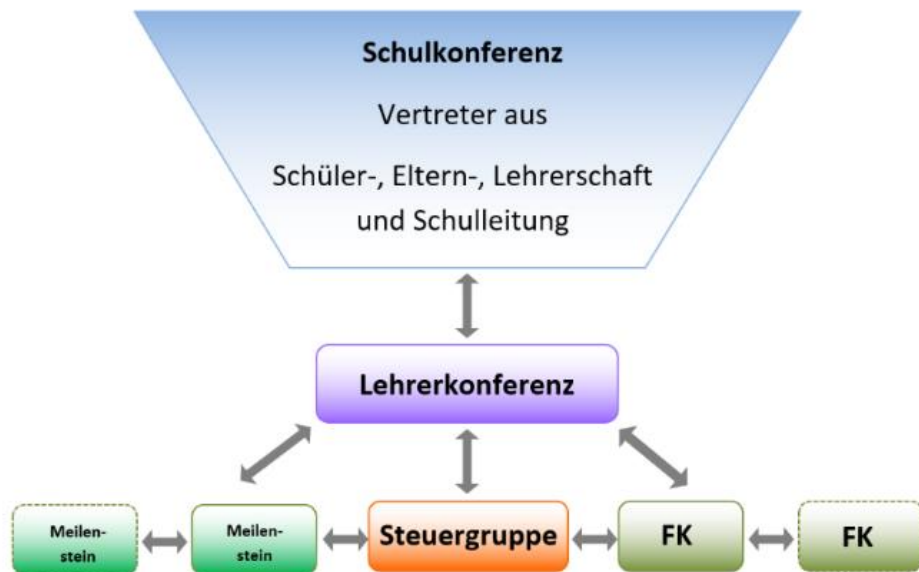 Schulkonferenz
Vertreter aus
Schüler-, Eltern-, Lehrerschaft
und Schulleitung
Lehrerkonferenz
Meilen-
stein
Meilen-
stein
Steuergruppe
FK
FK